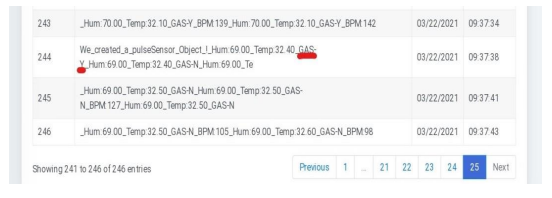 243 _Hum:70.00_Temp:32.10_GAS-Y_BPM:139_Hum:70.00_Temp:32.10_GAS-Y_BPM:142 03/22/2021 09:37:34
We_created_a_pulseSensor_Object_!_Hum:69.00_Temp:32.40_GAS-
244 03/22/2021 09:37:38
Y_Hum:69.00_Temp:32.40_GAS-N_Hum:69.00_Te
_Hum:69.00_Temp:32.50_GAS-N_Hum:69.00_Temp:32.50_GAS-
245 03/22/2021 09:37:41
N_BPM:127_Hum:69.00_Temp:32.50_GAS-N
246 _Hum:69.00_Temp:32.50_GAS-N_BPM:105_Hum:69.00_Temp:32.60_GAS-N_BPM:98 03/22/2021 09:37:43
Showing 241 to 246 of 246 entries Previous 1 ... 21 22 23 24 25 Next